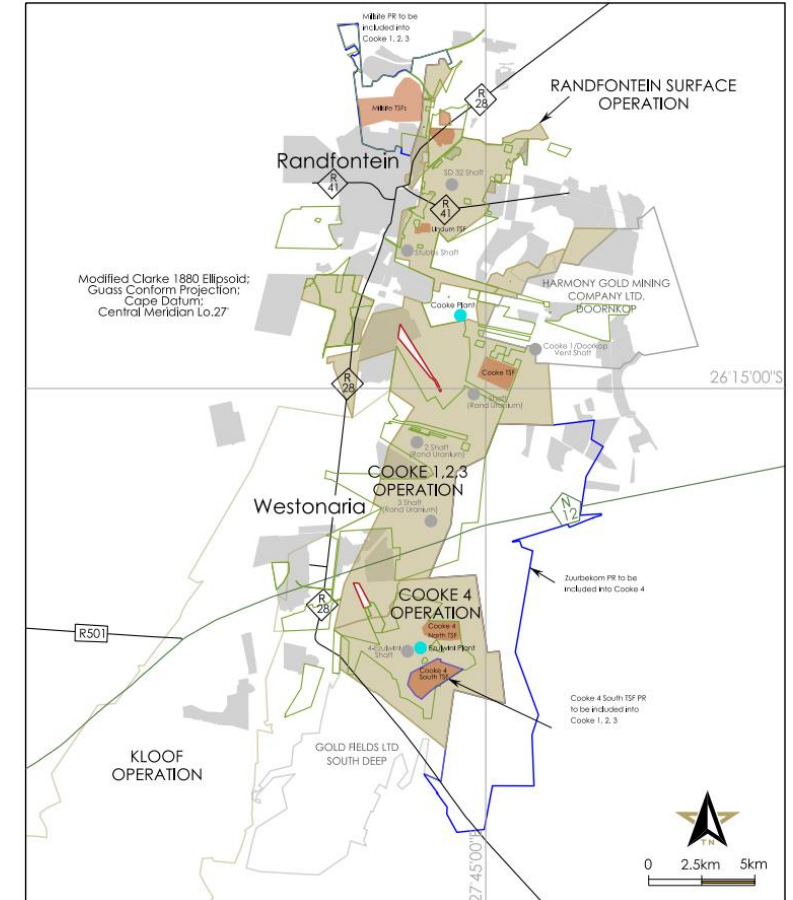 Millsite PR to be
included into
Cooke 1, 2, 3
R
28
RANDFONTEIN SURFACE
OPERATION
Millsite TSFs
Randfontein
R
41
SD 32 Shaft
R
41
Lindum TSF
Stubbs Shaft
Modified Clarke 1880 Ellipsoid;
Guass Conform Projection;
Cape Datum;
Central Meridian Lo.27°
HARMONY GOLD MINING
COMPANY LTD.
DOORNKOP
Cooke Plant
Cooke 1/Doorkop
Vent Shaft
Cooke TSF
R
28
26°15'00"S
Shaft
(Rand Uranium)
2 Shaft
(Rand Uranium)
COOKE 1,2,3
OPERATION
3 Shaft
(Rand Uranium)
Westonaria
N
12
Zuurbekom PR to be
included into Cooke 4
COOKE 4
OPERATION
R
28
Cooke 4
North TSF
R501
Shaft
Ezulwini Plant
Cooke 4
South TSF
Cooke 4 South TSF PR
to be included into
Cooke 1, 2, 3
KLOOF
OPERATION
GOLD FIELDS LTD
SOUTH DEEP
27°45'00"E
TN
0 2.5km 5km